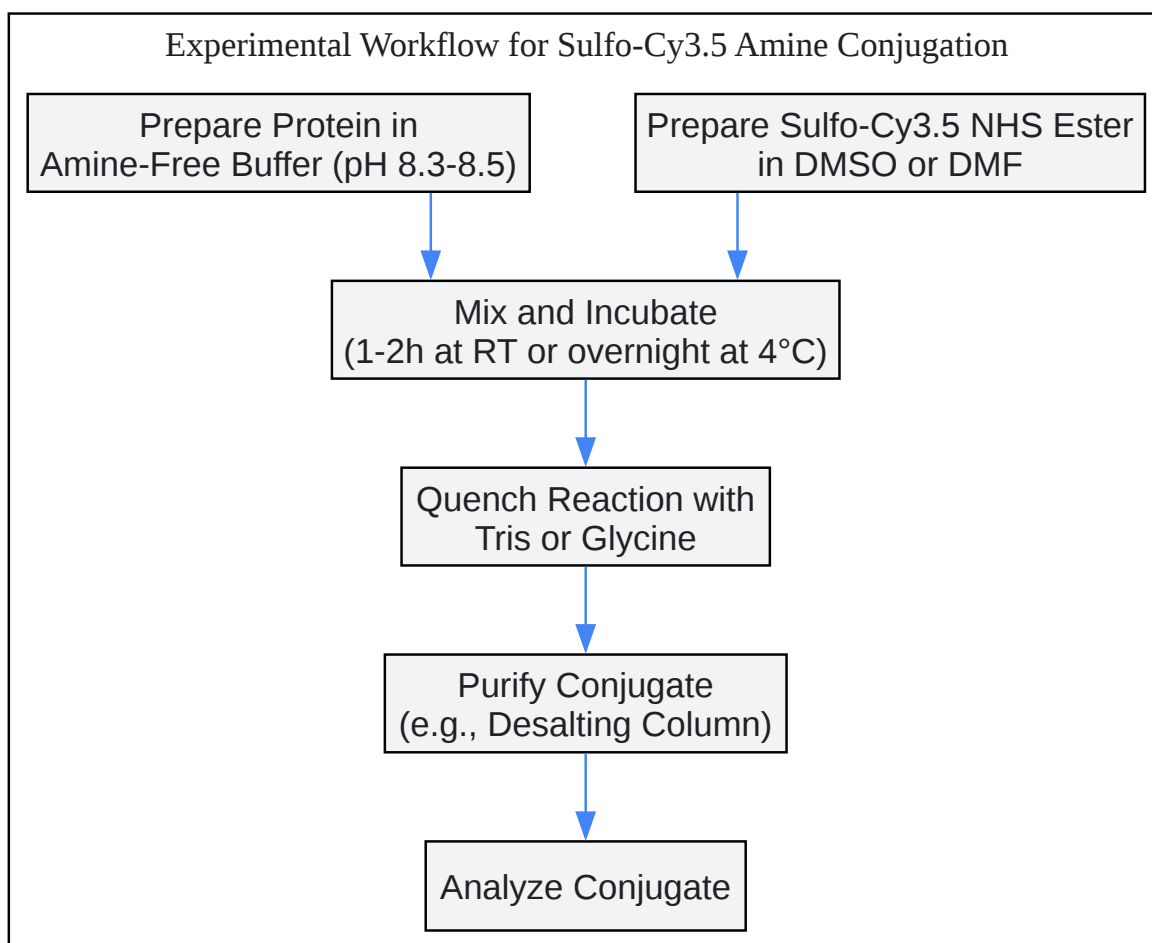 Experimental Workflow for Sulfo-Cy3.5 Amine Conjugation
Prepare Protein in
Amine-Free Buffer (pH 8.3-8.5)
Prepare Sulfo-Cy3.5 NHS Ester
in DMSO or DMF
Mix and Incubate
(1-2h at RT or overnight at 4°C)
Quench Reaction with
Tris or Glycine
Purify Conjugate
(e.g., Desalting Column)
Analyze Conjugate